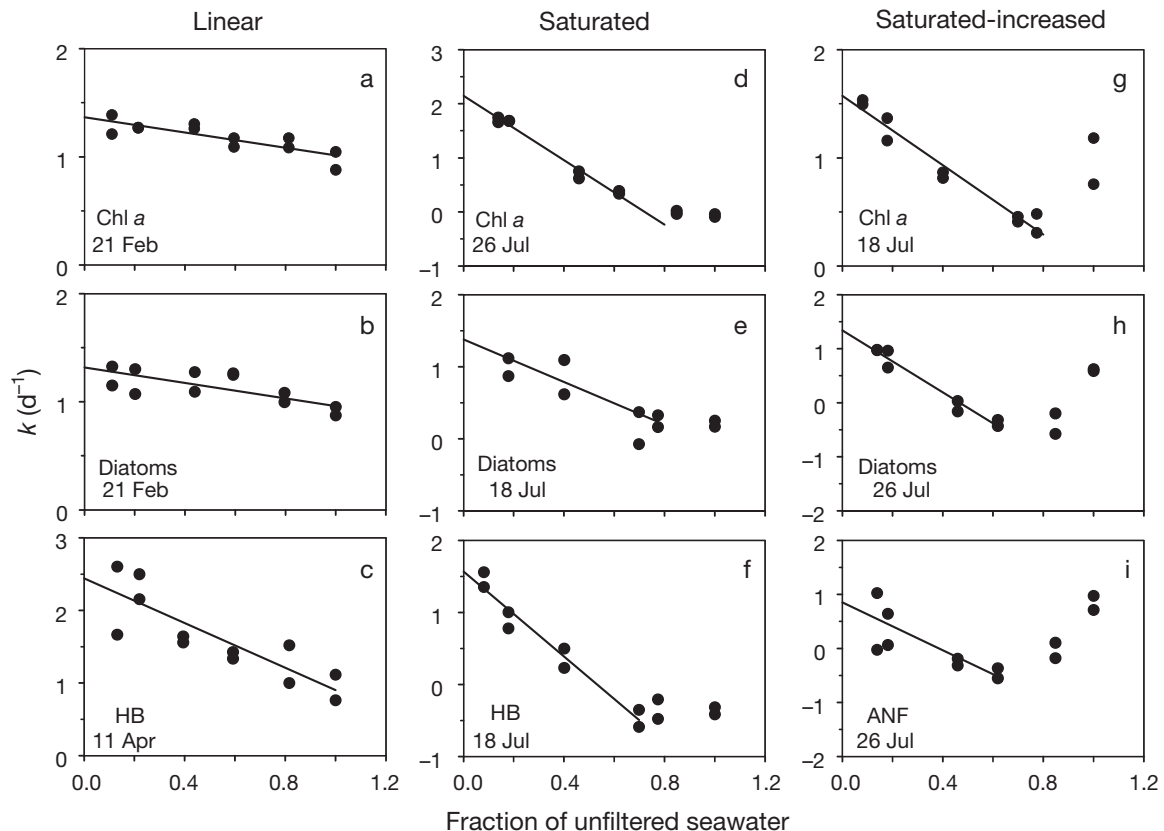 Linear
Saturated
Saturated-increased
2
1
0
a
Chl a
21 Feb
3
2
1
0
−1
d
Chl a
26 Jul
2
1
0
g
Chl a
18 Jul
k (d−1)
2
1
0
b
Diatoms
21 Feb
2
1
0
−1
e
Diatoms
18 Jul
2
1
0
−1
−2
h
Diatoms
26 Jul
3
2
1
0
c
HB
11 Apr
2
1
0
−1
f
HB
18 Jul
2
1
0
−1
−2
i
ANF
26 Jul
0.0 0.4 0.8 1.2
0.0 0.4 0.8 1.2
0.0 0.4 0.8 1.2
Fraction of unfiltered seawater